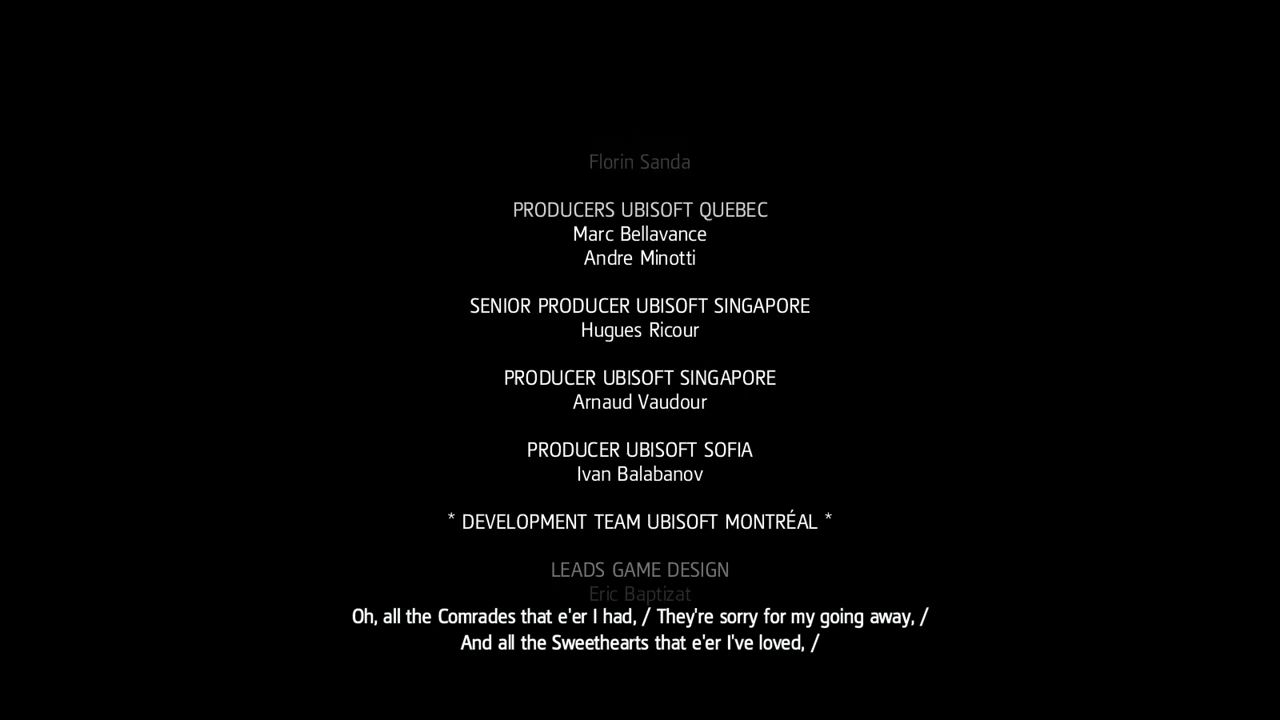 Florin Sanda
PRODUCERS UBISOFT QUEBEC
Marc Bellavance
Andre Minotti
SENIOR PRODUCER UBISOFT SINGAPORE
Hugues Ricour
PRODUCER UBISOFT SINGAPORE
Arnaud Vaudour
PRODUCER UBISOFT SOFIA
Ivan Balabanov
* DEVELOPMENT TEAM UBISOFT MONTRÉAL *
LEADS GAME DESIGN
Eric Baptizat
Oh, all the Comrades that e'er I had, / They're sorry for my going away, /
And all the Sweethearts that e'er I've loved, /